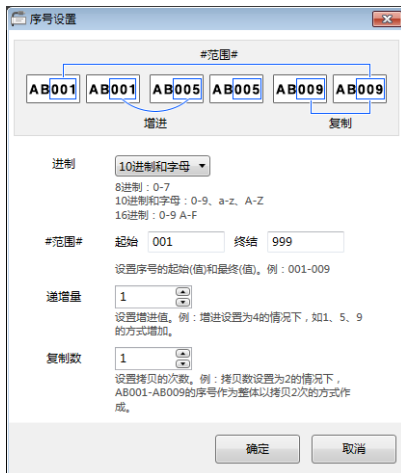 序号设置
#范围#
AB001 AB001 AB005 AB005 AB009 AB009
增进 复制
进制 10进制和字母
8进制：0-7
10进制和字母：0-9、a-z、A-Z
16进制：0-9 A-F
#范围# 起始 001 终结 999
设置序号的起始(值)和最终(值)。例：001-009
递增量 1
设置增进值。例：增进设置为4的情况下，如1、5、9
的方式增加。
复制数 1
设置拷贝的次数。例：拷贝数设置为2的情况下，
AB001-AB009的序号作为整体以拷贝2次的方式作
成。
确定 取消